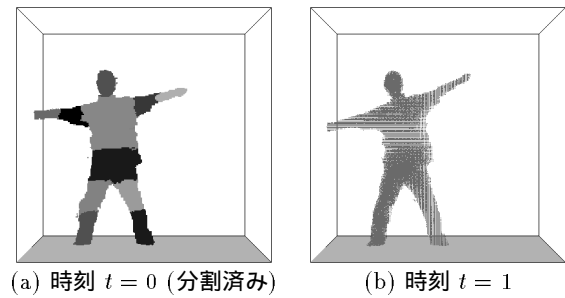 (a) 時刻 t = 0 (分割済み)
(b) 時刻 t = 1